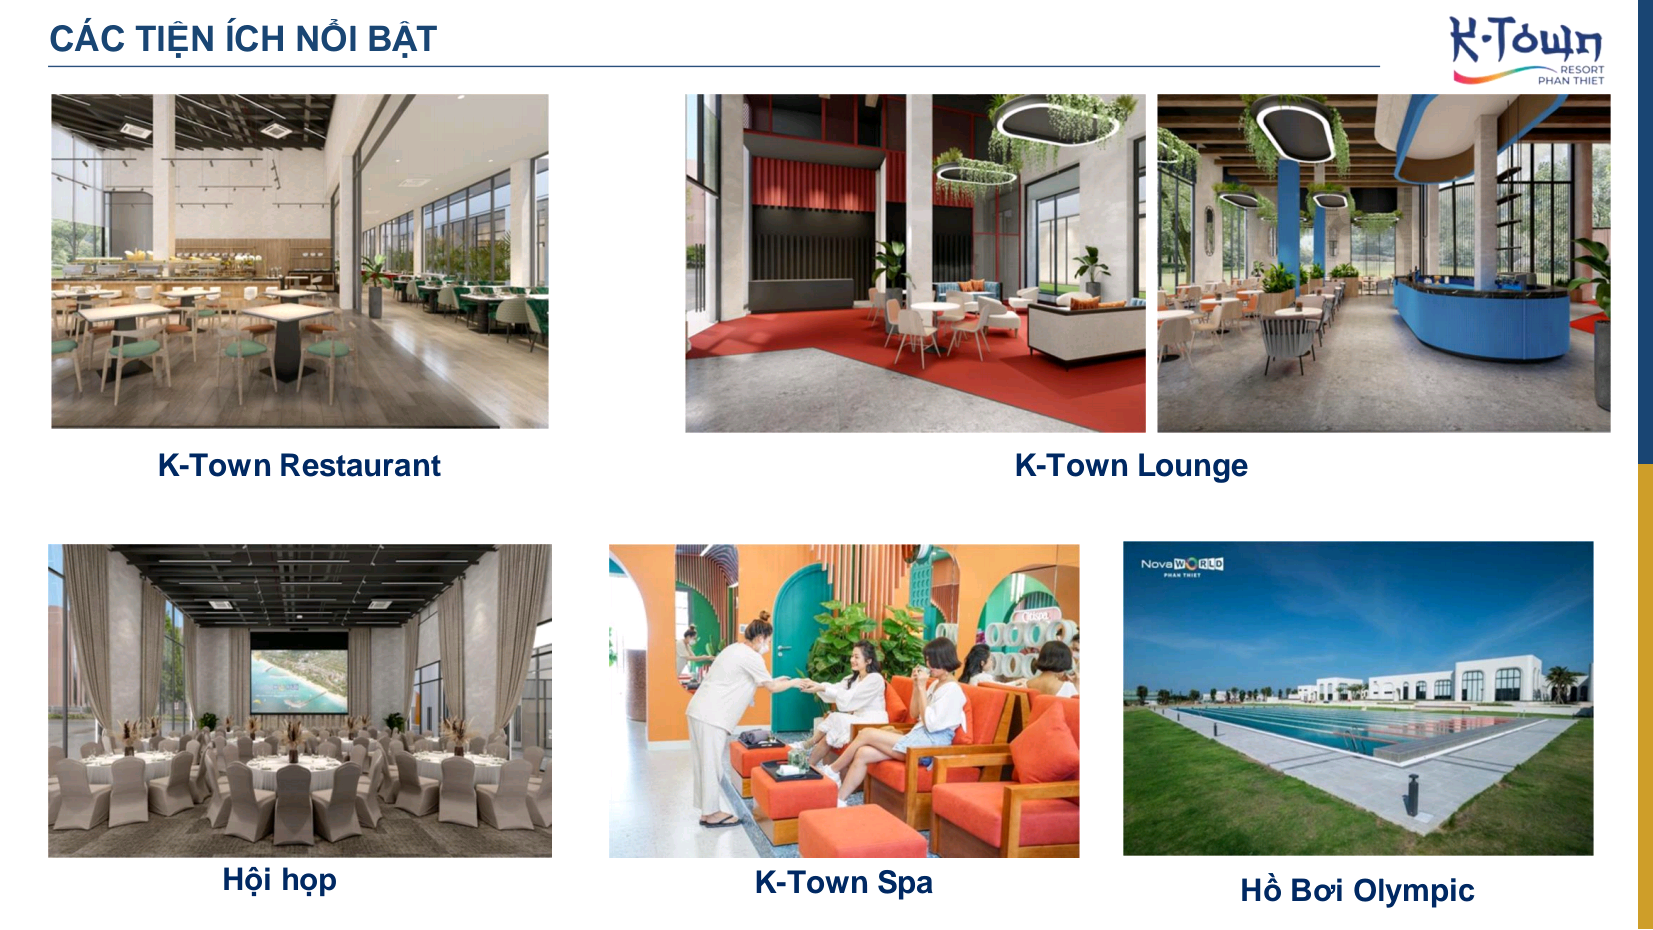 CÁC TIỆN ÍCH NỔI BẬT
K-Town
RESORT
PHAN THIET
K-Town Restaurant
K-Town Lounge
NovaWORLD
PHAN THIET
Hội họp
K-Town Spa
Hồ Bơi Olympic